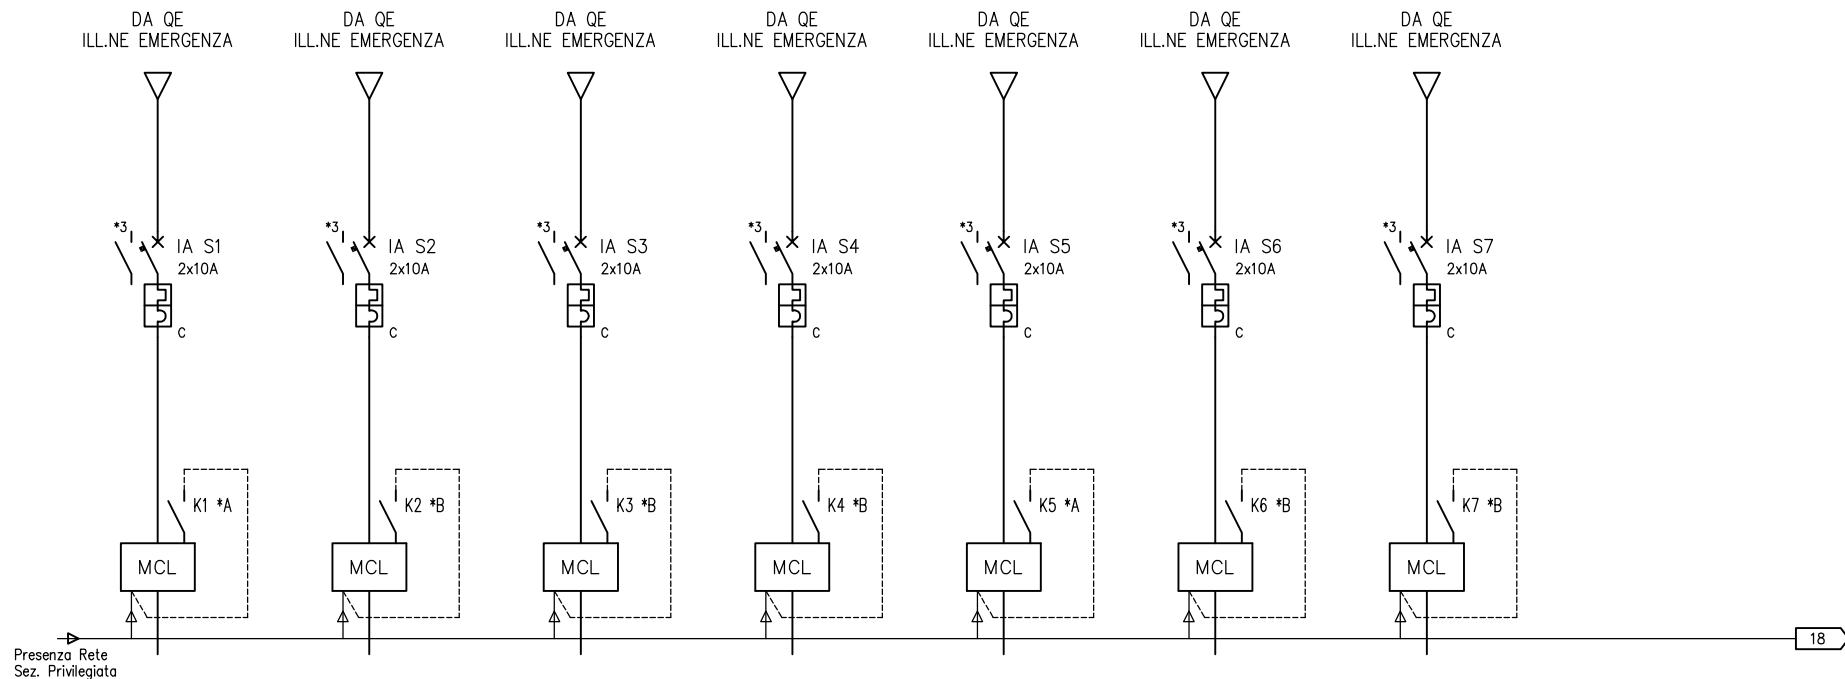 DA QE
ILL.NE EMERGENZA
DA QE
ILL.NE EMERGENZA
DA QE
ILL.NE EMERGENZA
DA QE
ILL.NE EMERGENZA
DA QE
ILL.NE EMERGENZA
DA QE
ILL.NE EMERGENZA
DA QE
ILL.NE EMERGENZA
*3
IA S1
2x10A
C
*3
IA S2
2x10A
C
*3
IA S3
2x10A
C
*3
IA S4
2x10A
C
*3
IA S5
2x10A
C
*3
IA S6
2x10A
C
*3
IA S7
2x10A
C
K1 *A
K2 *B
K3 *B
K4 *B
K5 *A
K6 *B
K7 *B
MCL
MCL
MCL
MCL
MCL
MCL
MCL
18
Presenza Rete
Sez. Privilegiata